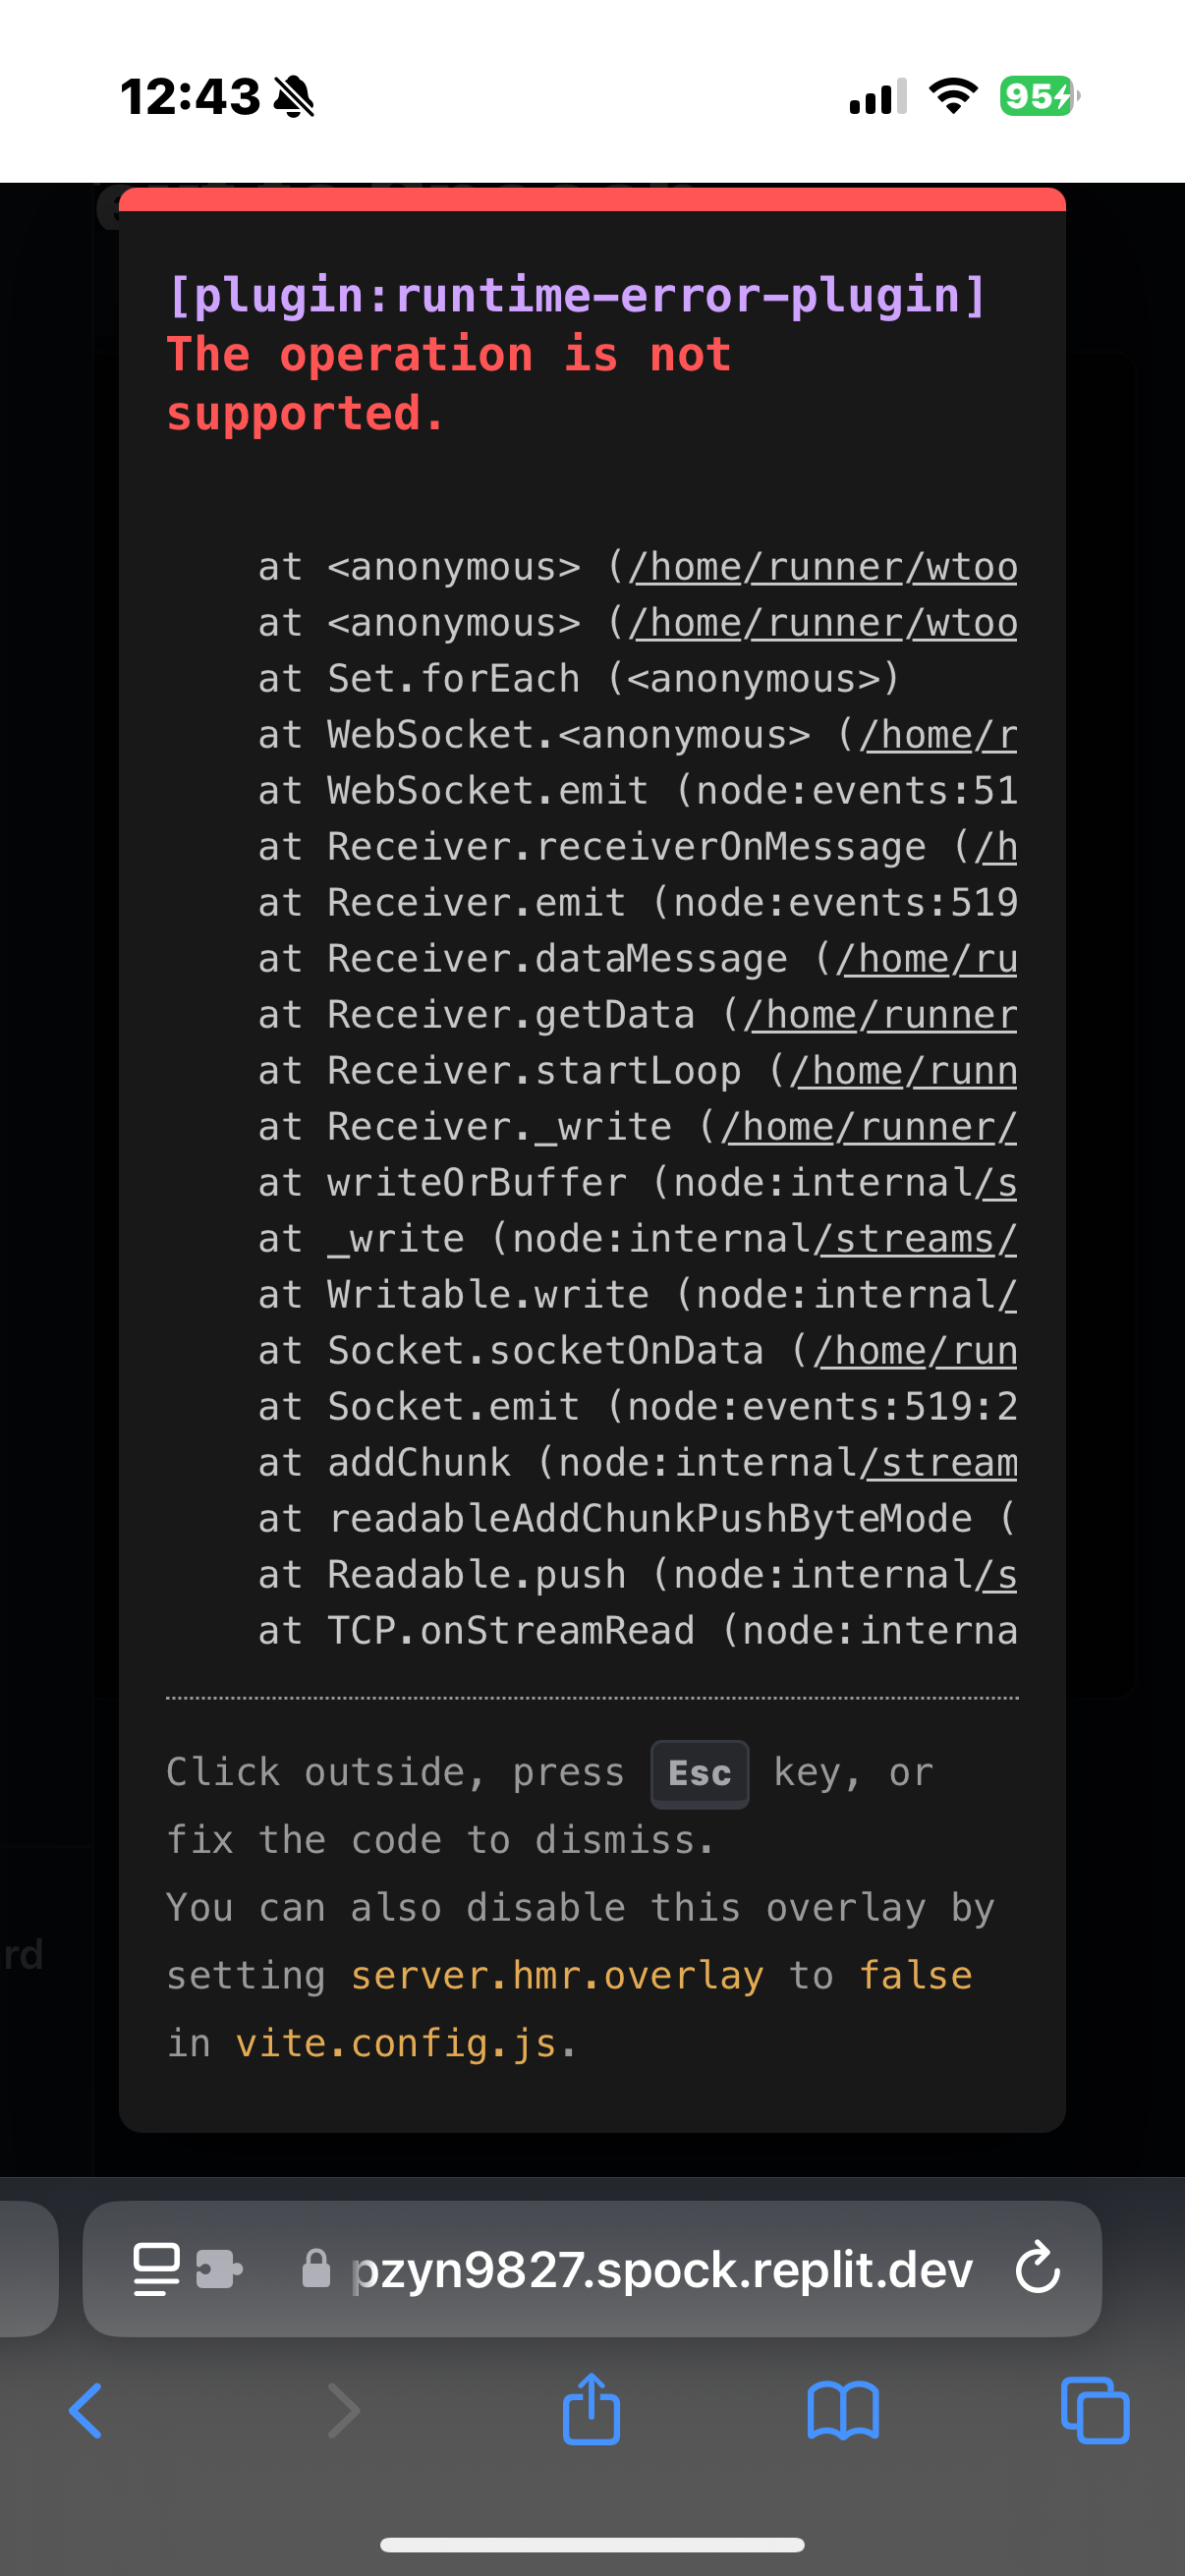 12:43
95
[plugin:runtime-error-plugin]
The operation is not
supported.
at <anonymous> (/home/runner/wtoo
at <anonymous> (/home/runner/wtoo
at Set.forEach (<anonymous>)
at WebSocket.<anonymous> (/home/r
at WebSocket.emit (node:events:51
at Receiver.receiverOnMessage (/h
at Receiver.emit (node:events:519
at Receiver.dataMessage (/home/ru
at Receiver.getData (/home/runner
at Receiver.startLoop (/home/runn
at Receiver._write (/home/runner/
at writeOrBuffer (node:internal/s
at _write (node:internal/streams/
at Writable.write (node:internal/
at Socket.socketOnData (/home/run
at Socket.emit (node:events:519:2
at addChunk (node:internal/stream
at readableAddChunkPushByteMode (
at Readable.push (node:internal/s
at TCP.onStreamRead (node:interna
Click outside, press Esc key, or
fix the code to dismiss.
You can also disable this overlay by
setting server.hmr.overlay to false
in vite.config.js.
rd
pzyn9827.spock.replit.dev